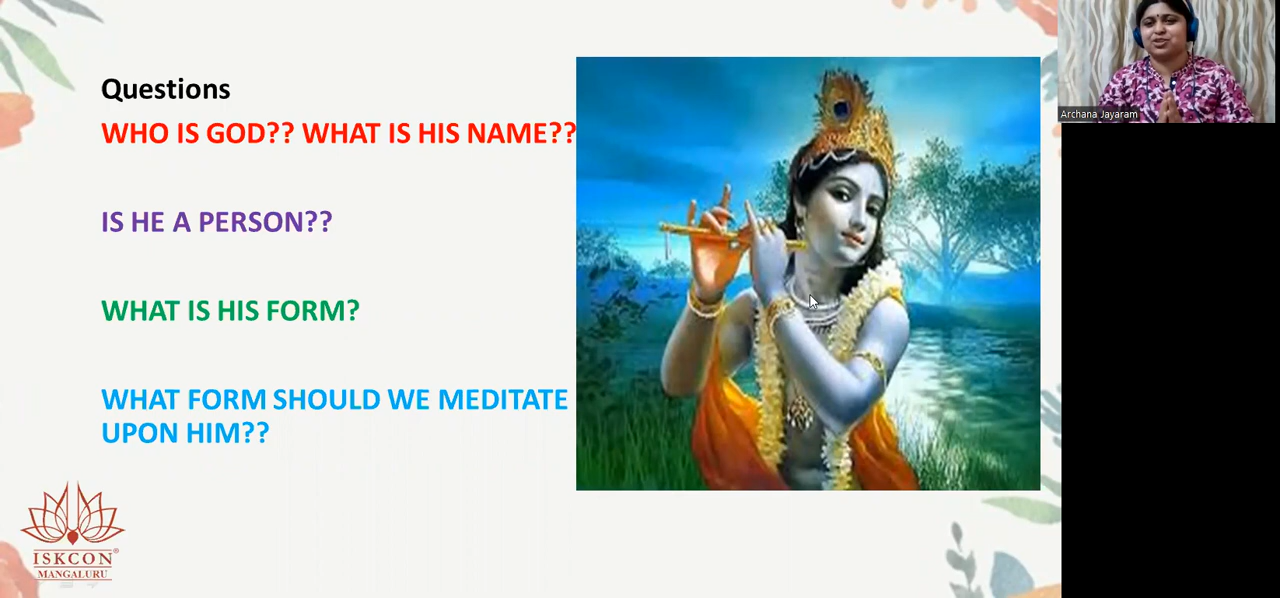 Questions
WHO IS GOD?? WHAT IS HIS NAME??
IS HE A PERSON??
WHAT IS HIS FORM?
WHAT FORM SHOULD WE MEDITATE
UPON HIM??
ISKCON®
MANGALURU
Archana Jayaram